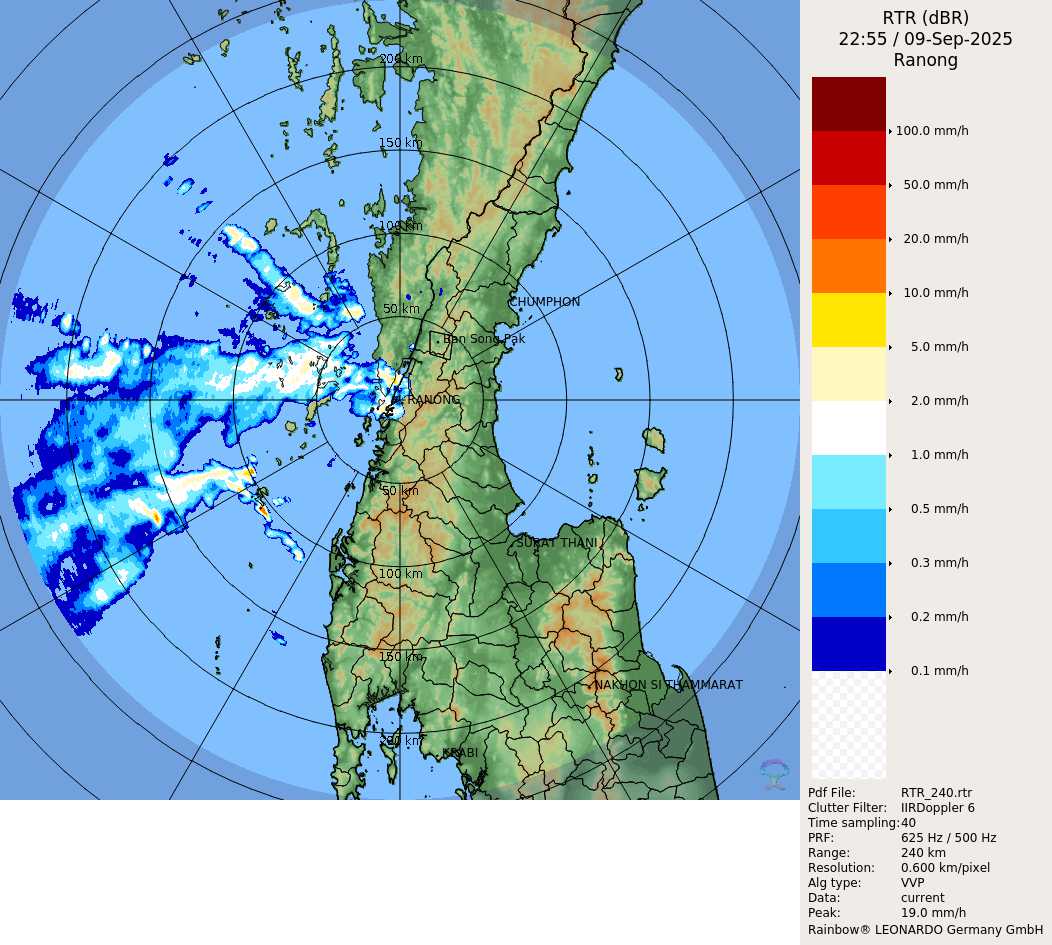 RTR (dBR)
22:55 / 09-Sep-2025
Ranong
100.0 mm/h
50.0 mm/h
20.0 mm/h
10.0 mm/h
5.0 mm/h
2.0 mm/h
1.0 mm/h
0.5 mm/h
0.3 mm/h
0.2 mm/h
0.1 mm/h
Pdf File: RTR_240.rtr
Clutter Filter: IIRDoppler 6
Time sampling:40
PRF: 625 Hz / 500 Hz
Range: 240 km
Resolution: 0.600 km/pixel
Alg type: VVP
Data: current
Peak: 19.0 mm/h
Rainbow® LEONARDO Germany GmbH
200 km
150 km
100 km
CHUMPHON
50 km
Ban Song Pak
RANONG
50 km
SURAT THANI
100 km
150 km
NAKHON SI THAMMARAT
200 km
KRABI